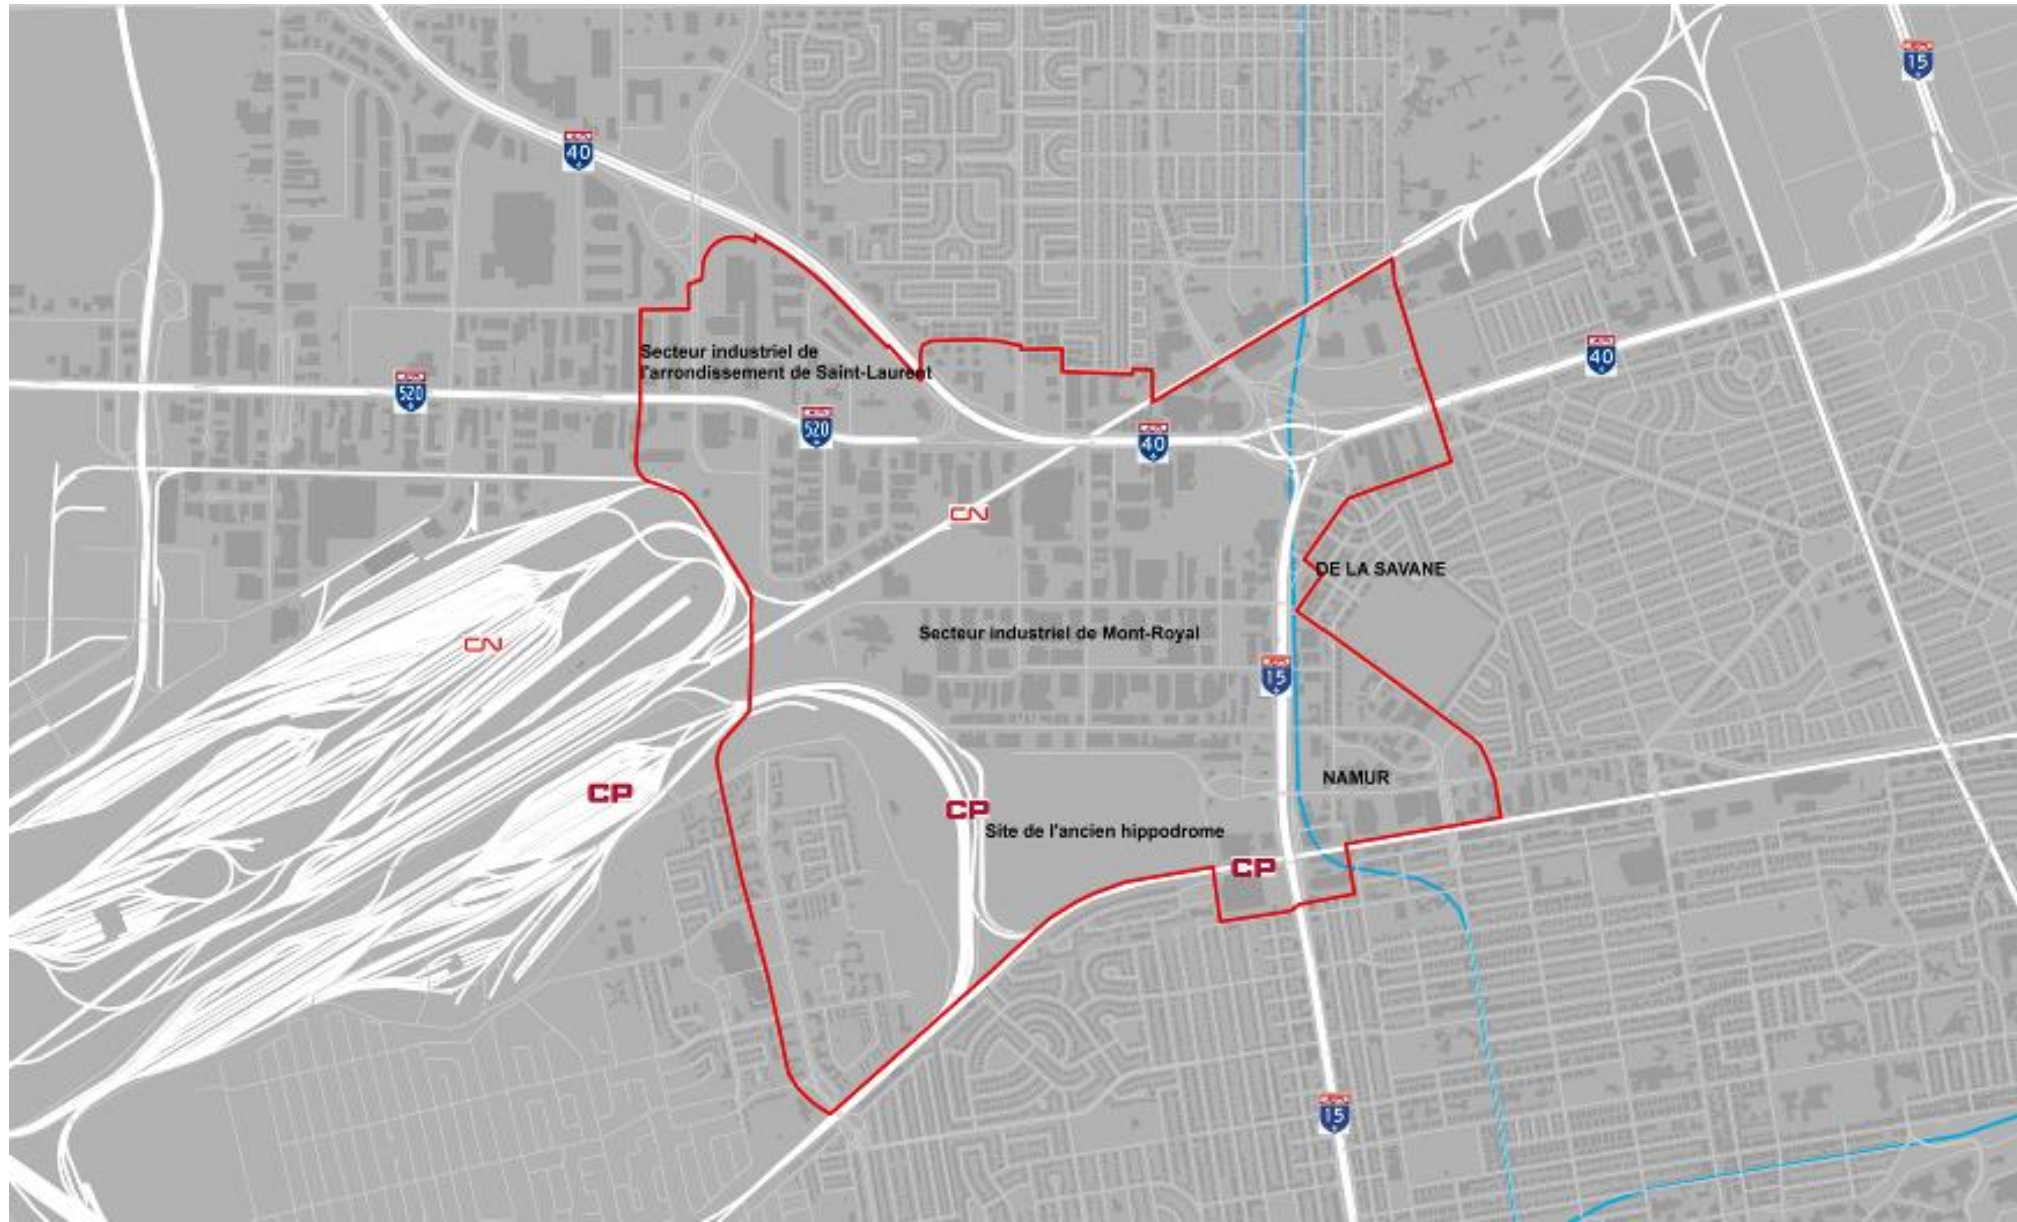 15
40
Secteur industriel de
l'arrondissement de Saint-Laurent
40
520
520
40
CN
DE LA SAVANE
Secteur industriel de Mont-Royal
CN
15
NAMUR
CP
CP
Site de l'ancien hippodrome
CP
15